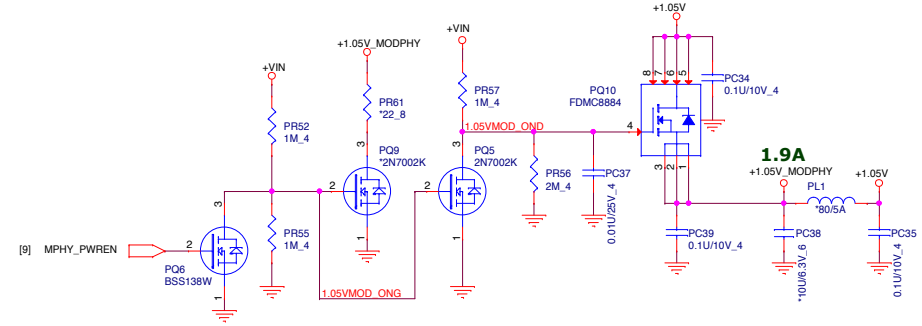 +1.05V
+VIN
+1.05V_MODPHY
8
7
6
5
PC34
0.1U/10V_4
PQ10
FDMC8884
+VIN
PR61
*22_8
PR57
1M_4
PR52
1M_4
1.05VMOD_OND
4
3
PQ9
*2N7002K
3
PQ5
2N7002K
1.9A
+1.05V_MODPHY
+1.05V
PR56
2M_4
PC37
0.01U/25V_4
3
2
1
PL1
*80/5A
2
2
3
PR55
1M_4
1
1
PC39
0.1U/10V_4
PC38
*10U/6.3V_6
PC35
0.1U/10V_4
[9] MPHY_PWREN
2
PQ6
BSS138W
1
1.05VMOD_ONG